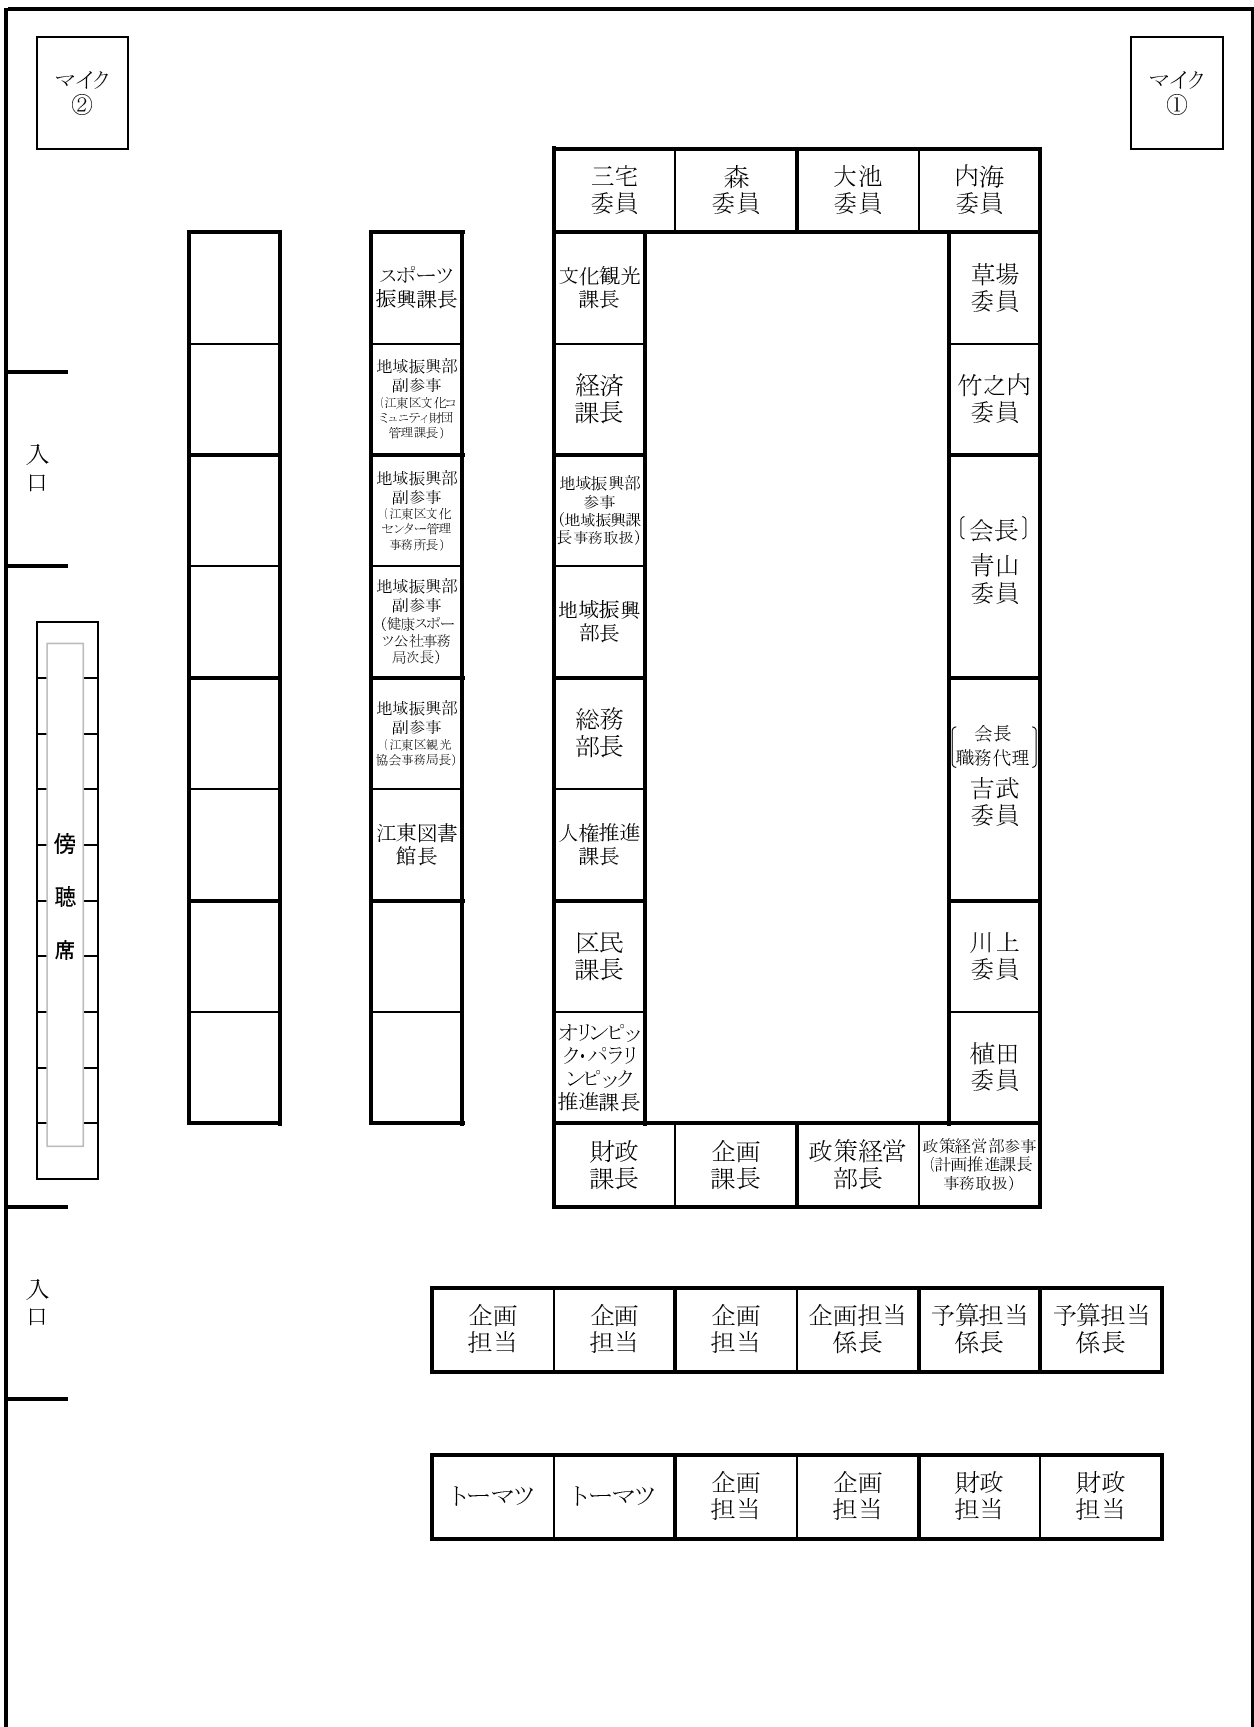 マイク
②
マイク
①
三宅
委員
森
委員
大池
委員
内海
委員
スポーツ
振興課長
地域振興部
副参事
（江東区文化コ
ミュニティ財団
管理課長）
地域振興部
副参事
（江東区文化
センター管理
事務所長）
地域振興部
副参事
（健康スポー
ツ公社事務
局次長）
地域振興部
副参事
（江東区観光
協会事務局長）
江東図書
館長
文化観光
課長
経済
課長
地域振興部
参事
（地域振興課
長事務取扱）
地域振興
部長
総務
部長
人権推進
課長
区民
課長
オリンピッ
ク・パラリ
ンピック
推進課長
草場
委員
竹之内
委員
〔会長〕
青山
委員
〔会長
職務代理〕
吉武
委員
川上
委員
植田
委員
財政
課長
企画
課長
政策経営
部長
政策経営部参事
（計画推進課長
事務取扱）
入
口
傍
聴
席
入
口
企画
担当
企画
担当
企画
担当
企画担当
係長
予算担当
係長
予算担当
係長
トーマツ
トーマツ
企画
担当
企画
担当
財政
担当
財政
担当